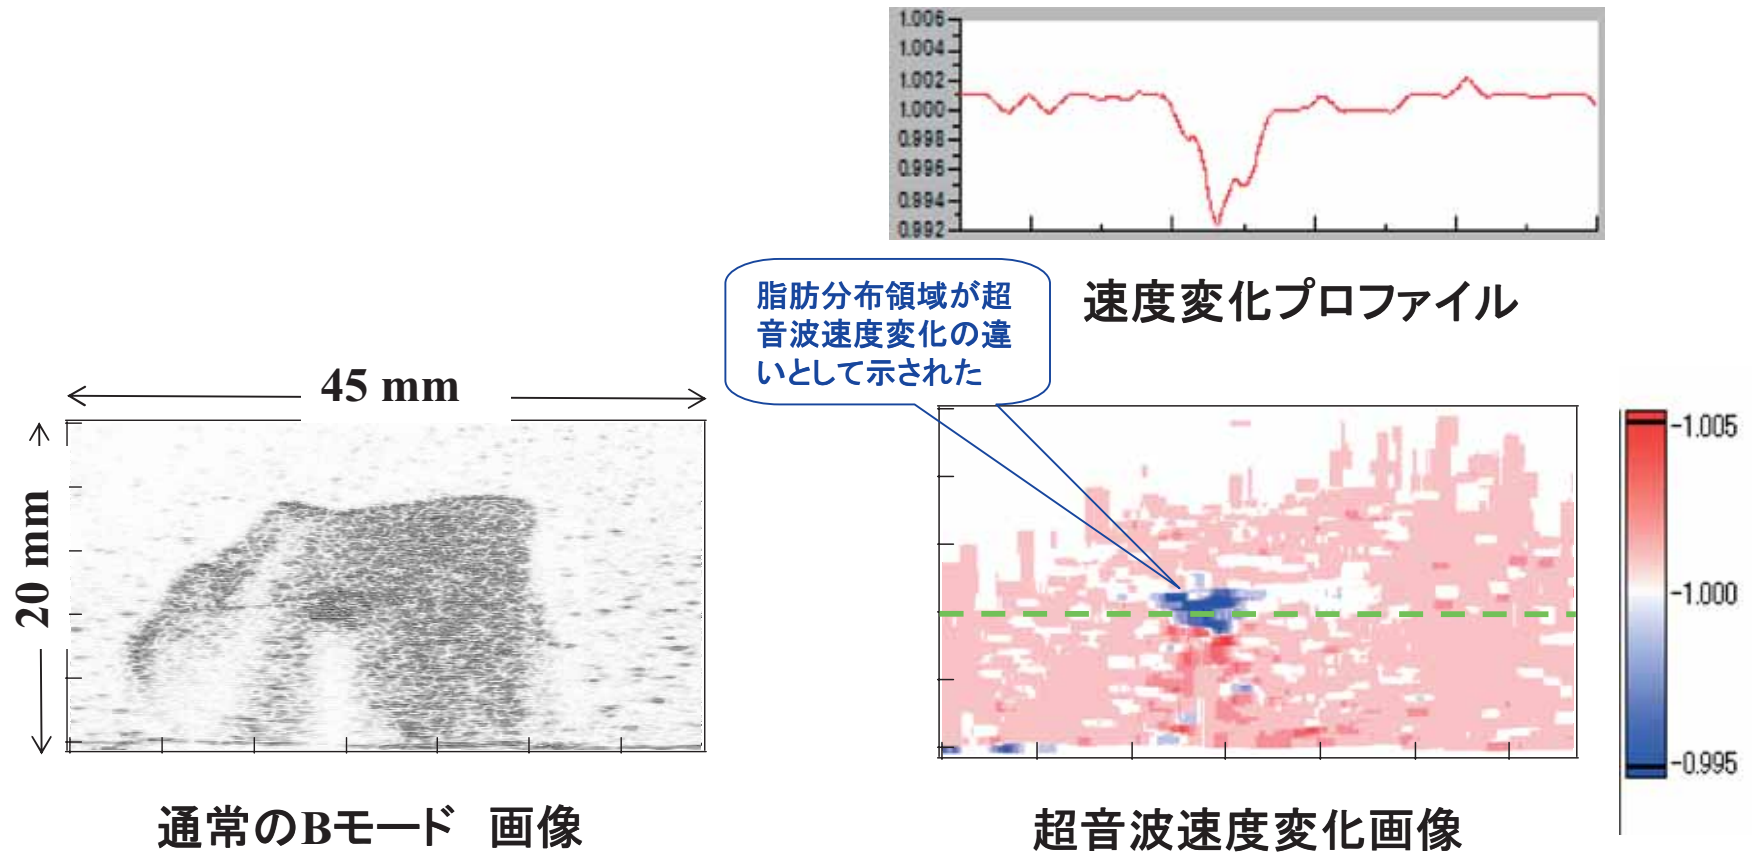 1.006
1.004
1.002
1.000
0.998
0.996
0.994
0.992
速度変化プロファイル
脂肪分布領域が超
音波速度変化の違
いとして示された
45 mm
20 mm
-1.005
-1.000
-0.995
通常のBモード 画像
超音波速度変化画像